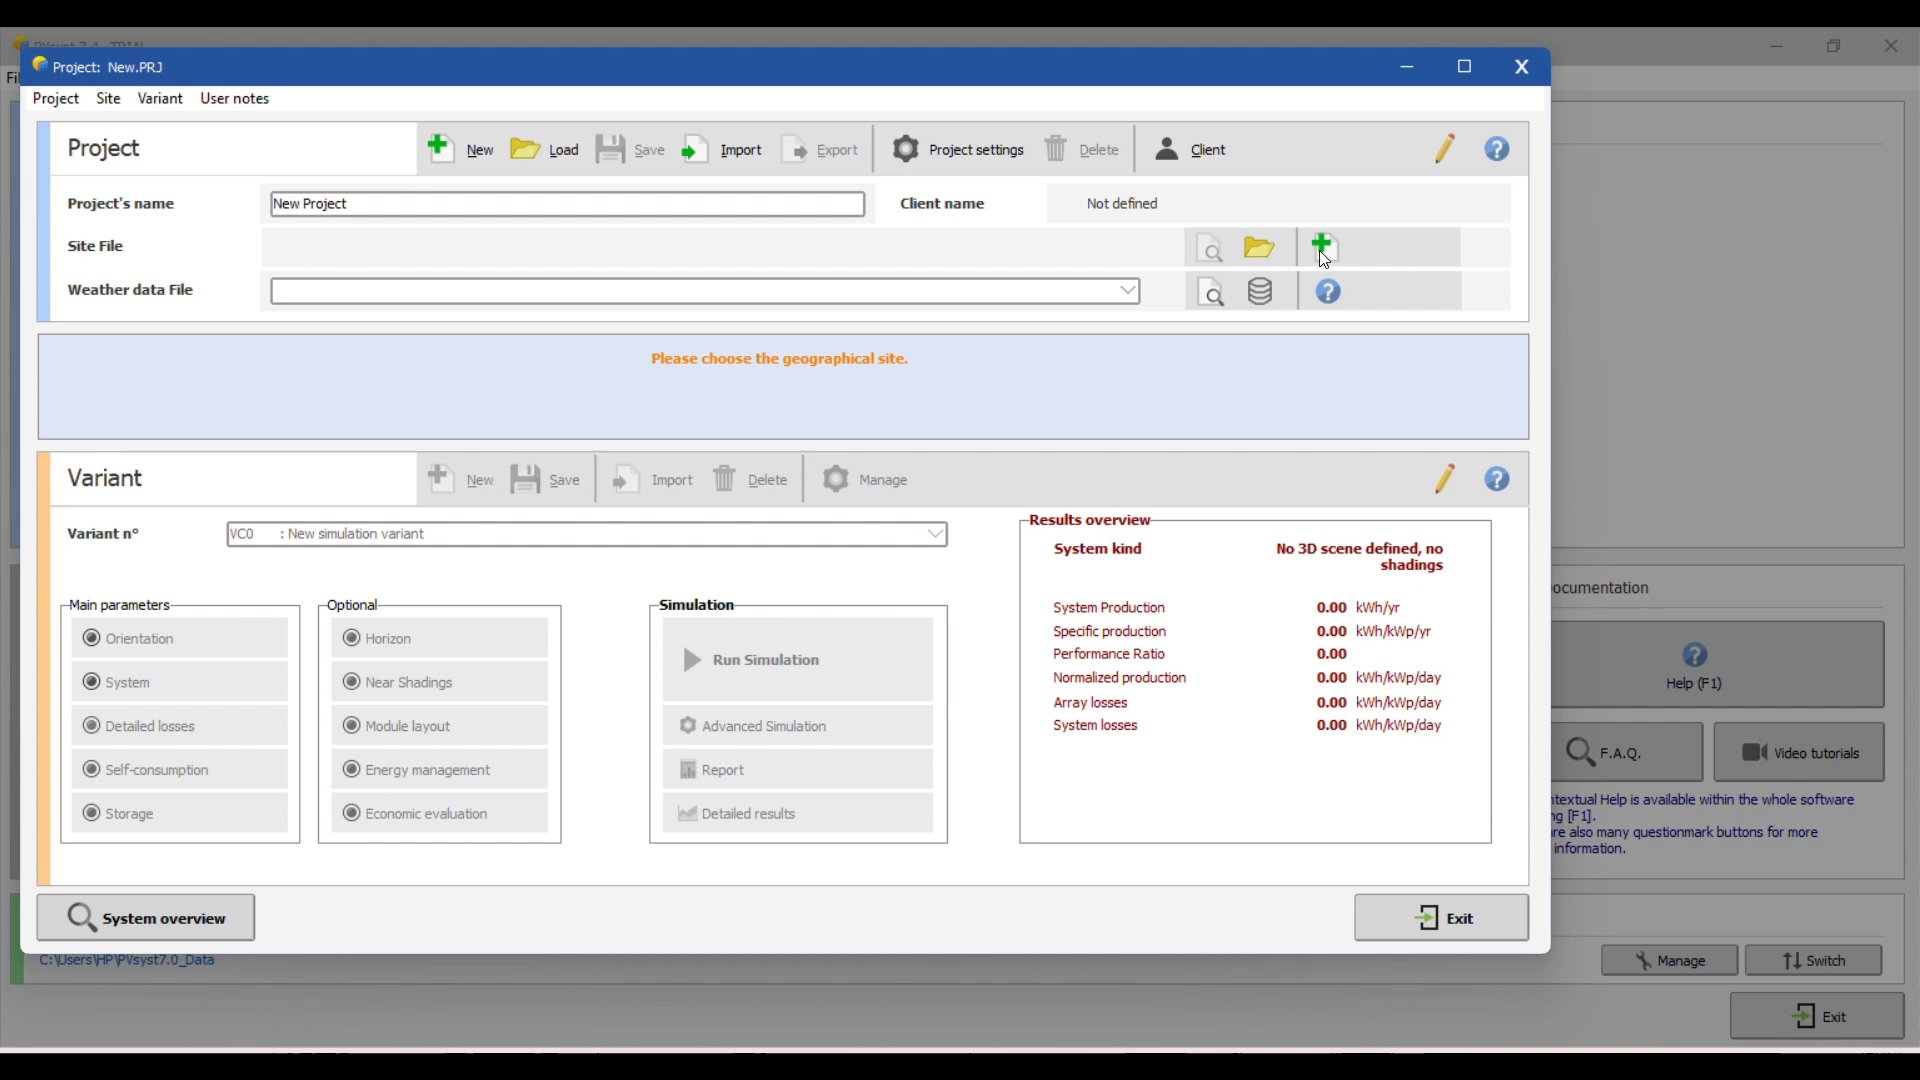 PVsyst 7.4 - TRIAL
Project: New.PRJ
Project Site Variant User notes
Project New Load Save Import Export Project settings Delete Client
Project's name New Project Client name Not defined
Site File
Weather data File
Please choose the geographical site.
Variant New Save Import Delete Manage
Variant n° VC0 : New simulation variant
Results overview
System kind No 3D scene defined, no
shadings
Main parameters Optional Simulation
System Production 0.00 kWh/yr
Specific production 0.00 kWh/kWp/yr
Performance Ratio 0.00
Normalized production 0.00 kWh/kWp/day
Array losses 0.00 kWh/kWp/day
System losses 0.00 kWh/kWp/day
Orientation Horizon Run Simulation
System Near Shadings
Detailed losses Module layout Advanced Simulation
Self-consumption Energy management Report
Storage Economic evaluation Detailed results
System overview Exit
ocumentation
Help (F1)
F.A.Q. Video tutorials
textual Help is available within the whole software
ng [F1].
re also many questionmark buttons for more
information.
C:\Users\HP\PVsyst7.0_Data Manage Switch
Exit